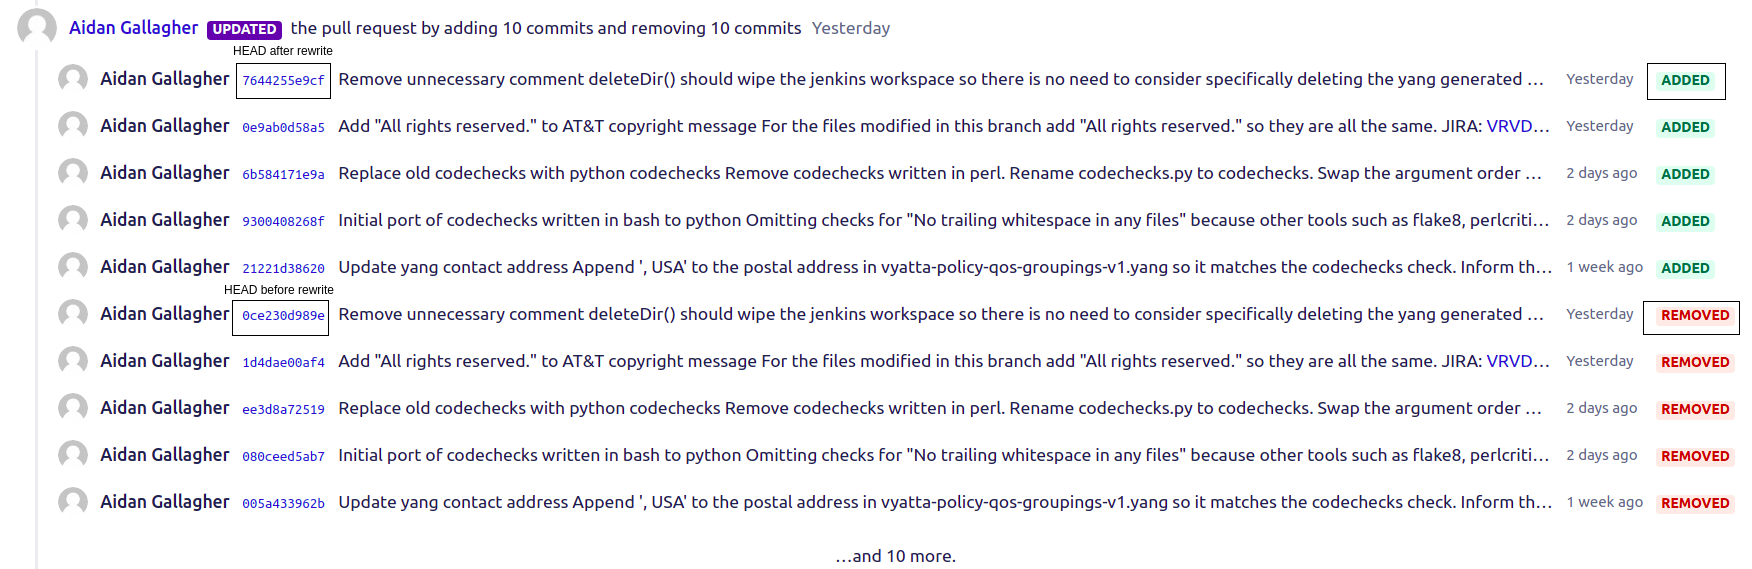 Aidan Gallagher UPDATED the pull request by adding 10 commits and removing 10 commits Yesterday
HEAD after rewrite
Aidan Gallagher 7644255e9cf Remove unnecessary comment deleteDir() should wipe the jenkins workspace so there is no need to consider specifically deleting the yang generated ... Yesterday ADDED
Aidan Gallagher 0e9ab0d58a5 Add "All rights reserved." to AT&T copyright message For the files modified in this branch add "All rights reserved." so they are all the same. JIRA: VRVD... Yesterday ADDED
Aidan Gallagher 6b584171e9a Replace old codechecks with python codechecks Remove codechecks written in perl. Rename codechecks.py to codechecks. Swap the argument order ... 2 days ago ADDED
Aidan Gallagher 9300408268f Initial port of codechecks written in bash to python Omitting checks for "No trailing whitespace in any files" because other tools such as flake8, perlcriti... 2 days ago ADDED
Aidan Gallagher 21221d38620 Update yang contact address Append ', USA' to the postal address in vyatta-policy-qos-groupings-v1.yang so it matches the codechecks check. Inform th... 1 week ago ADDED
HEAD before rewrite
Aidan Gallagher 0ce230d989e Remove unnecessary comment deleteDir() should wipe the jenkins workspace so there is no need to consider specifically deleting the yang generated ... Yesterday REMOVED
Aidan Gallagher 1d4dae00af4 Add "All rights reserved." to AT&T copyright message For the files modified in this branch add "All rights reserved." so they are all the same. JIRA: VRVD... Yesterday REMOVED
Aidan Gallagher ee3d8a72519 Replace old codechecks with python codechecks Remove codechecks written in perl. Rename codechecks.py to codechecks. Swap the argument order ... 2 days ago REMOVED
Aidan Gallagher 080ceed5ab7 Initial port of codechecks written in bash to python Omitting checks for "No trailing whitespace in any files" because other tools such as flake8, perlcriti... 2 days ago REMOVED
Aidan Gallagher 005a433962b Update yang contact address Append ', USA' to the postal address in vyatta-policy-qos-groupings-v1.yang so it matches the codechecks check. Inform th... 1 week ago REMOVED
...and 10 more.